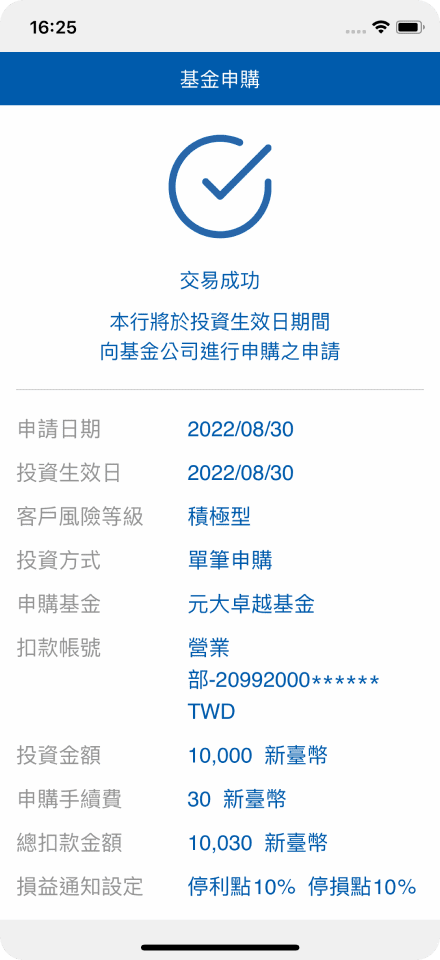 16:25
基金申購
交易成功
本行將於投資生效日期間
向基金公司進行申購之申請
申請日期 2022/08/30
投資生效日 2022/08/30
客戶風險等級 積極型
投資方式 單筆申購
申購基金 元大卓越基金
扣款帳號 營業
部-20992000******
TWD
投資金額 10,000 新臺幣
申購手續費 30 新臺幣
總扣款金額 10,030 新臺幣
損益通知設定 停利點10% 停損點10%